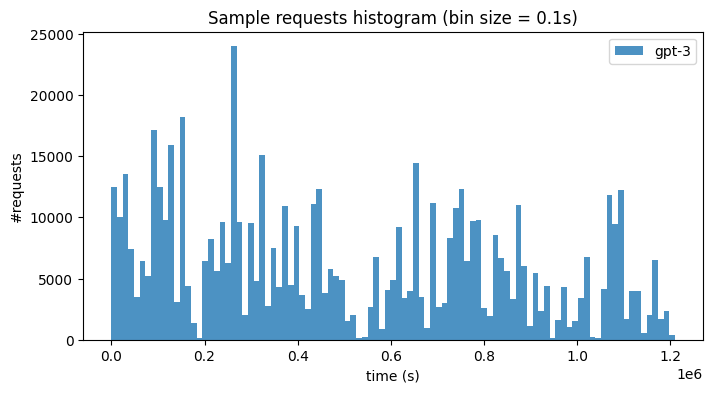 Sample requests histogram (bin size = 0.1s)
gpt-3
#requests
25000
20000
15000
10000
5000
0
0.0 0.2 0.4 0.6 0.8 1.0 1.2
1e6
time (s)